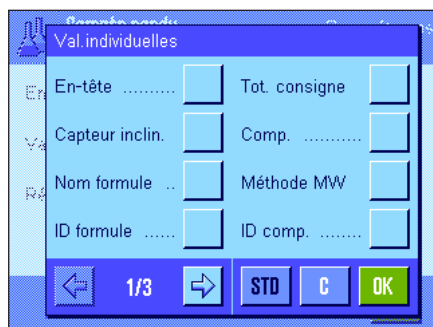 Val.individuelles
En-tête ..........
Tot. consigne
Capteur inclin.
Comp. ...........
Nom formule ..
Méthode MW
ID formule ......
ID comp. ........
1/3
STD
C
OK